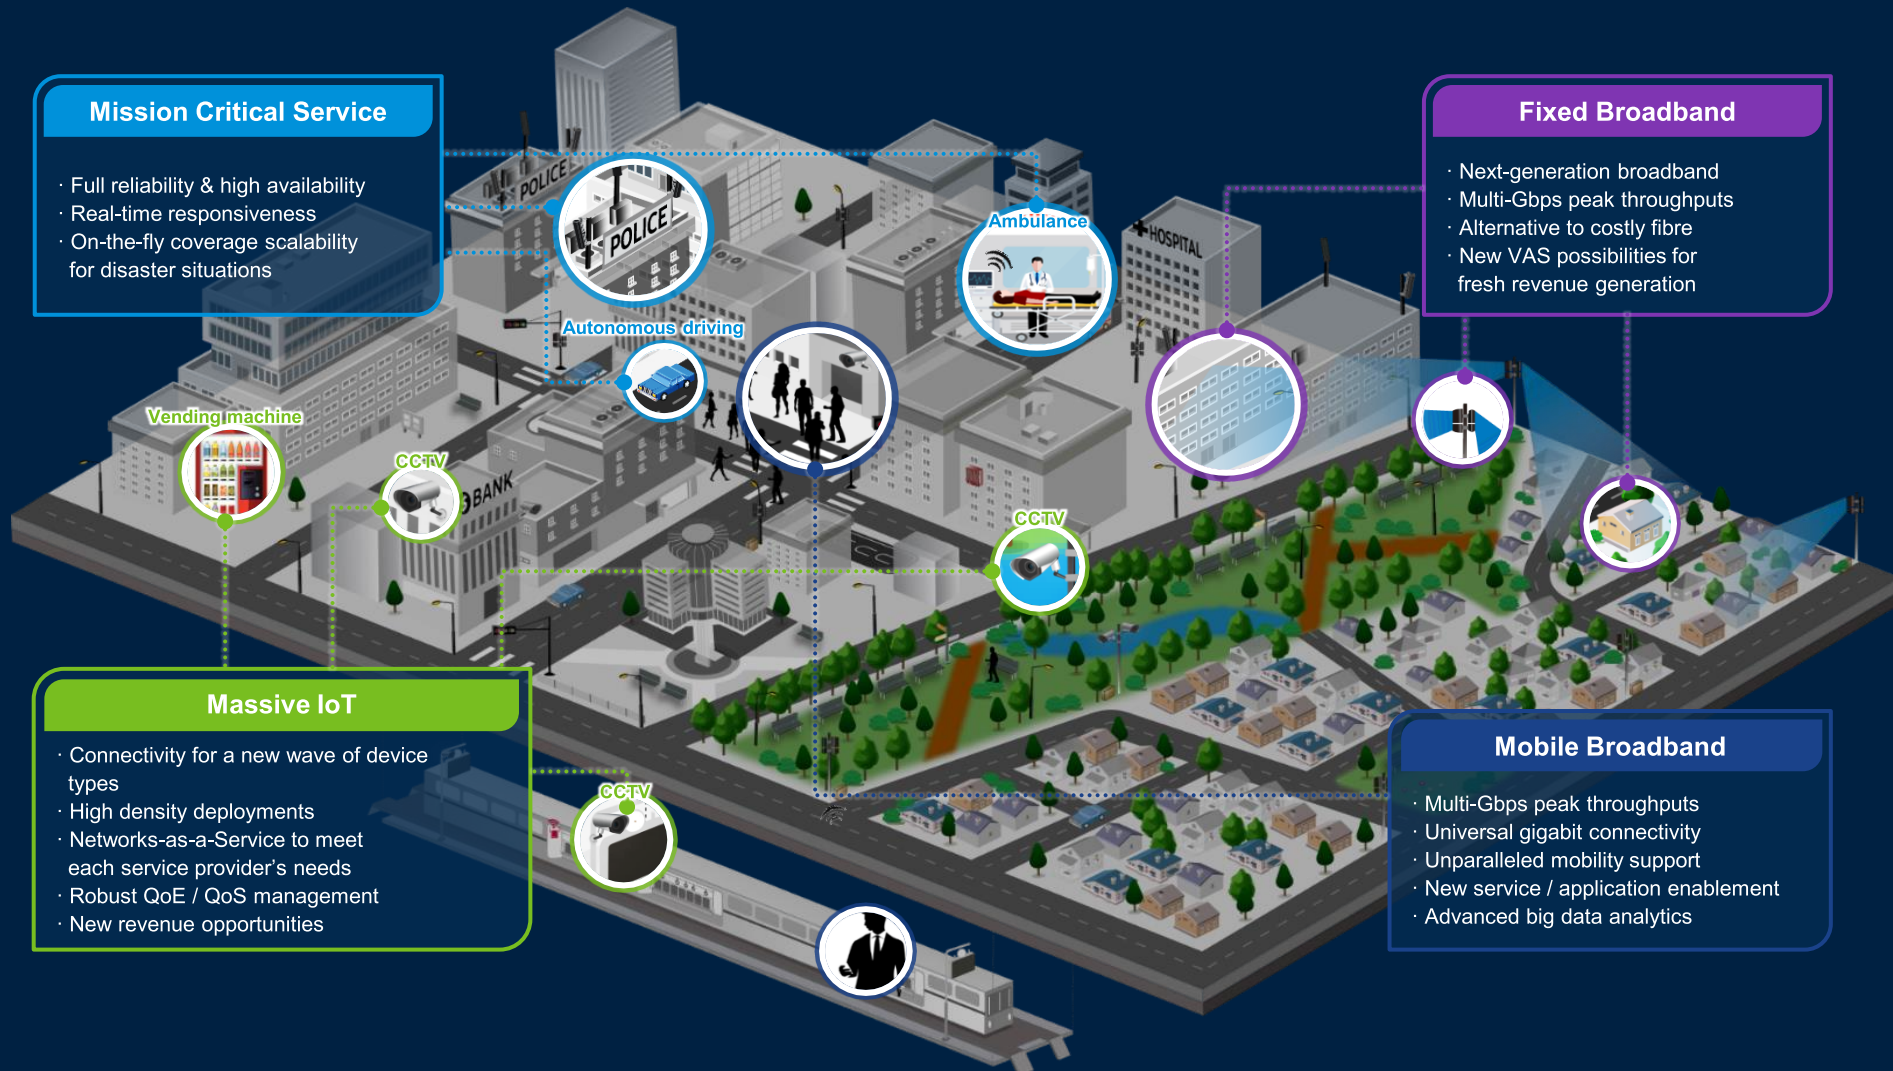 Mission Critical Service
· Full reliability & high availability
· Real-time responsiveness
· On-the-fly coverage scalability
for disaster situations
Fixed Broadband
· Next-generation broadband
· Multi-Gbps peak throughputs
· Alternative to costly fibre
· New VAS possibilities for
fresh revenue generation
POLICE
POLICE
Ambulance
HOSPITAL
Autonomous driving
Vending machine
CCTV
BANK
CCTV
Massive IoT
· Connectivity for a new wave of device
types
· High density deployments
· Networks-as-a-Service to meet
each service provider’s needs
· Robust QoE / QoS management
· New revenue opportunities
CCTV
Mobile Broadband
· Multi-Gbps peak throughputs
· Universal gigabit connectivity
· Unparalleled mobility support
· New service / application enablement
· Advanced big data analytics